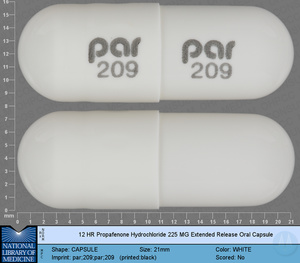 par par
209 209
mm 0 1 2 3 4 5 6 7 8 9 10 11 12 13 14 15 16 17 18 19 20 21
NATIONAL
LIBRARY OF
MEDICINE
12 HR Propafenone Hydrochloride 225 MG Extended Release Oral Capsule
Shape: CAPSULE Size: 21mm Color: WHITE
Imprint: par;209;par;209 (printed:black) Scored: No